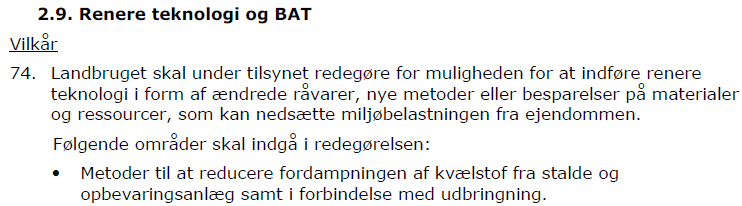 2.9. Renere teknologi og BAT
Vilkår
74. Landbruget skal under tilsynet redegøre for muligheden for at indføre renere
teknologi i form af ændrede råvarer, nye metoder eller besparelser på materialer
og ressourcer, som kan nedsætte miljøbelastningen fra ejendommen.
Følgende områder skal indgå i redegørelsen:
• Metoder til at reducere fordampningen af kvælstof fra stalde og
opbevaringsanlæg samt i forbindelse med udbringning.